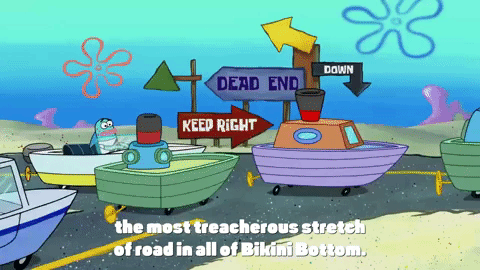 DEAD END
DOWN
KEEP RIGHT
the most treacherous stretch
of road in all of Bikini Bottom.